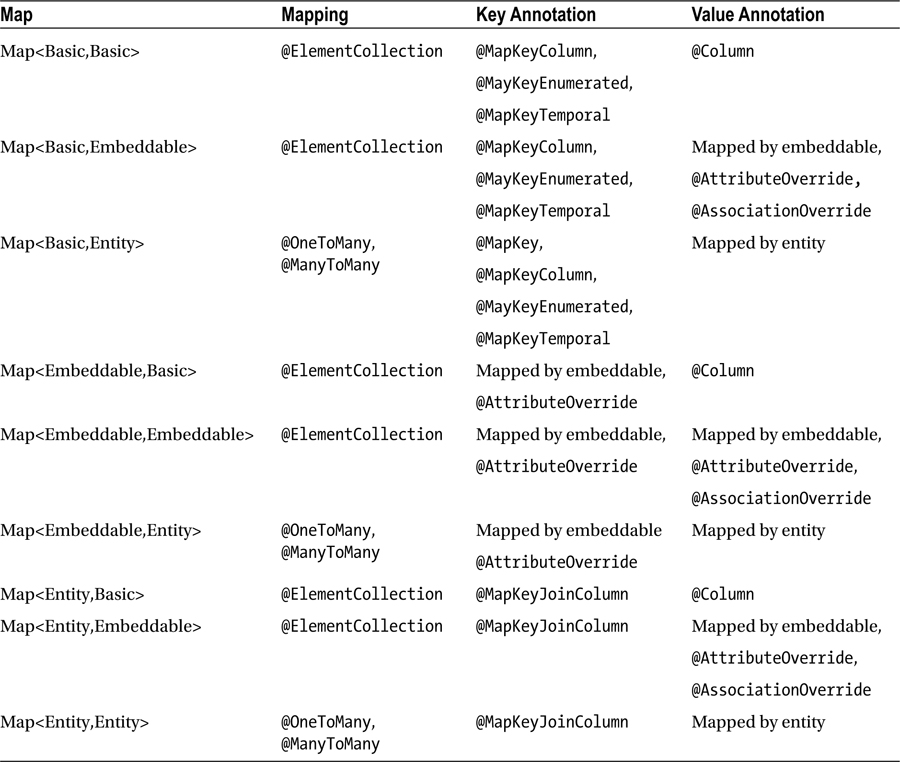 Map Mapping Key Annotation Value Annotation
Map<Basic,Basic> @ElementCollection @MapKeyColumn, @Column
@MayKeyEnumerated,
@MapKeyTemporal
Map<Basic,Embeddable> @ElementCollection @MapKeyColumn, Mapped by embeddable,
@MayKeyEnumerated, @AttributeOverride,
@MapKeyTemporal @AssociationOverride
Map<Basic,Entity> @OneToMany, @MapKey, Mapped by entity
@ManyToMany @MapKeyColumn,
@MayKeyEnumerated,
@MapKeyTemporal
Map<Embeddable,Basic> @ElementCollection Mapped by embeddable, @Column
@AttributeOverride
Map<Embeddable,Embeddable> @ElementCollection Mapped by embeddable, Mapped by embeddable,
@AttributeOverride @AttributeOverride,
@AssociationOverride
Map<Embeddable,Entity> @OneToMany, Mapped by embeddable Mapped by entity
@ManyToMany @AttributeOverride
Map<Entity,Basic> @ElementCollection @MapKeyJoinColumn @Column
Map<Entity,Embeddable> @ElementCollection @MapKeyJoinColumn Mapped by embeddable,
@AttributeOverride,
@AssociationOverride
Map<Entity,Entity> @OneToMany, @MapKeyJoinColumn Mapped by entity
@ManyToMany